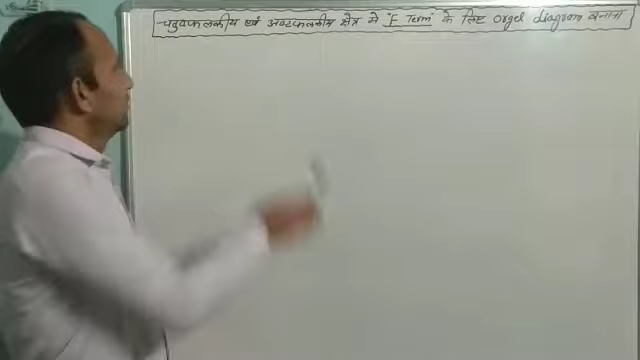 चतुष्फलकीय एवं अष्टफलकीय क्षेत्र में 'F Term' के लिए orgel diagram बनाना